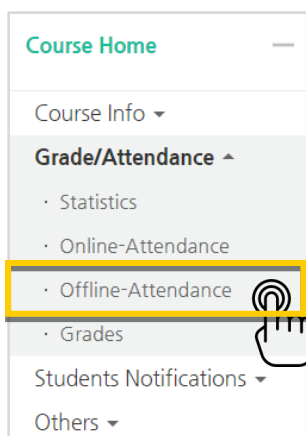 Course Home
Course Info
Grade/Attendance
· Statistics
· Online-Attendance
· Offline-Attendance
· Grades
Students Notifications
Others